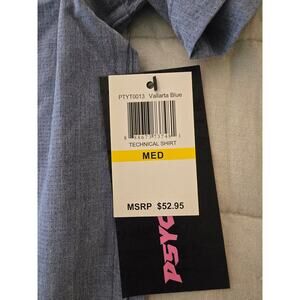 PTYT0013 Vallarta Blue
TECHNICAL SHIRT
MED
MSRP $52.95
PSYC